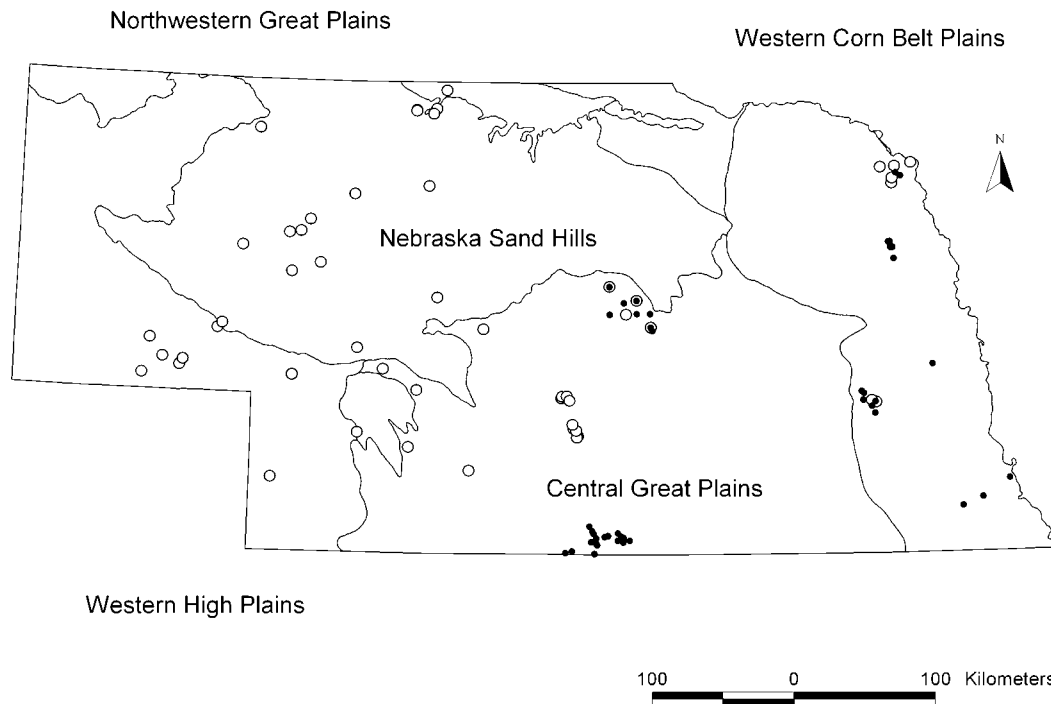 Northwestern Great Plains
Western Corn Belt Plains
N
Nebraska Sand Hills
Central Great Plains
Western High Plains
100 0 100 Kilometers